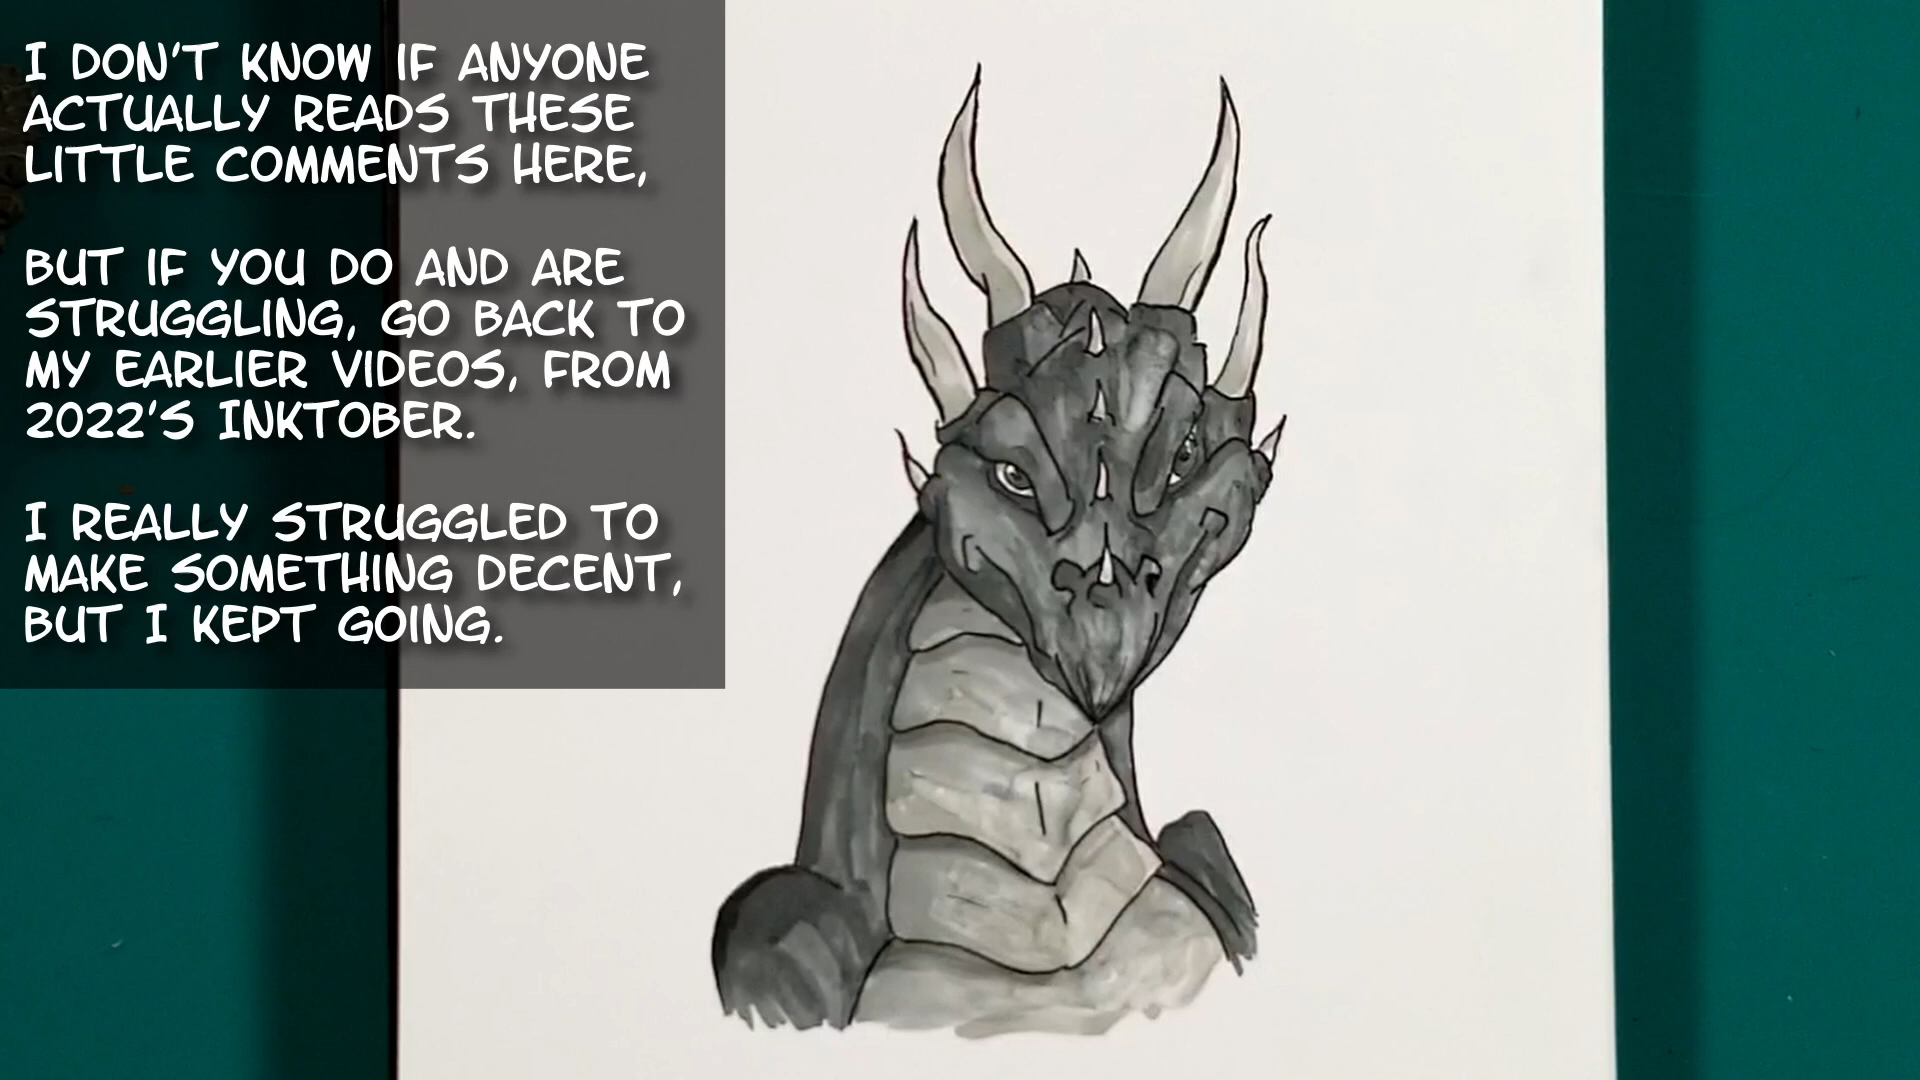 I DON'T KNOW IF ANYONE
ACTUALLY READS THESE
LITTLE COMMENTS HERE,
BUT IF YOU DO AND ARE
STRUGGLING, GO BACK TO
MY EARLIER VIDEOS, FROM
2022'S INKTOBER.
I REALLY STRUGGLED TO
MAKE SOMETHING DECENT,
BUT I KEPT GOING.